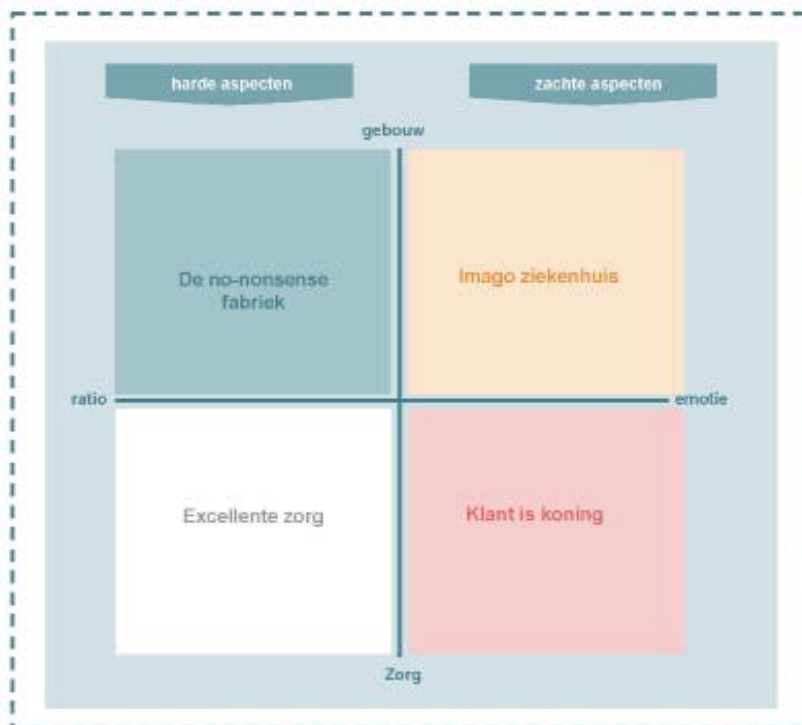 harde aspecten
zachte aspecten
gebouw
De no-nonsense
fabriek
Imago ziekenhuis
ratio
emotie
Excellente zorg
Klant is koning
Zorg